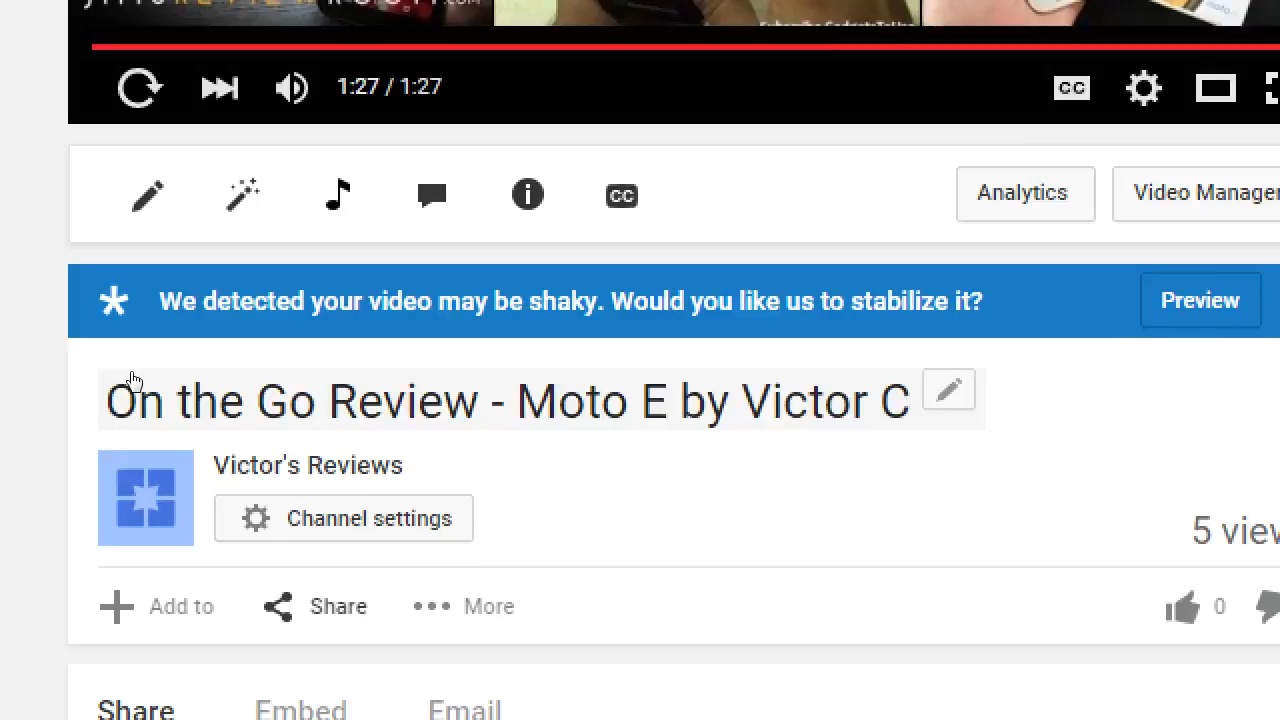 .com
moto.
1:27 / 1:27
CC
CC
Analytics
Video Manager
We detected your video may be shaky. Would you like us to stabilize it?
Preview
On the Go Review - Moto E by Victor C
Victor's Reviews
Channel settings
5 view
Add to
Share
More
0
Share
Embed
Email